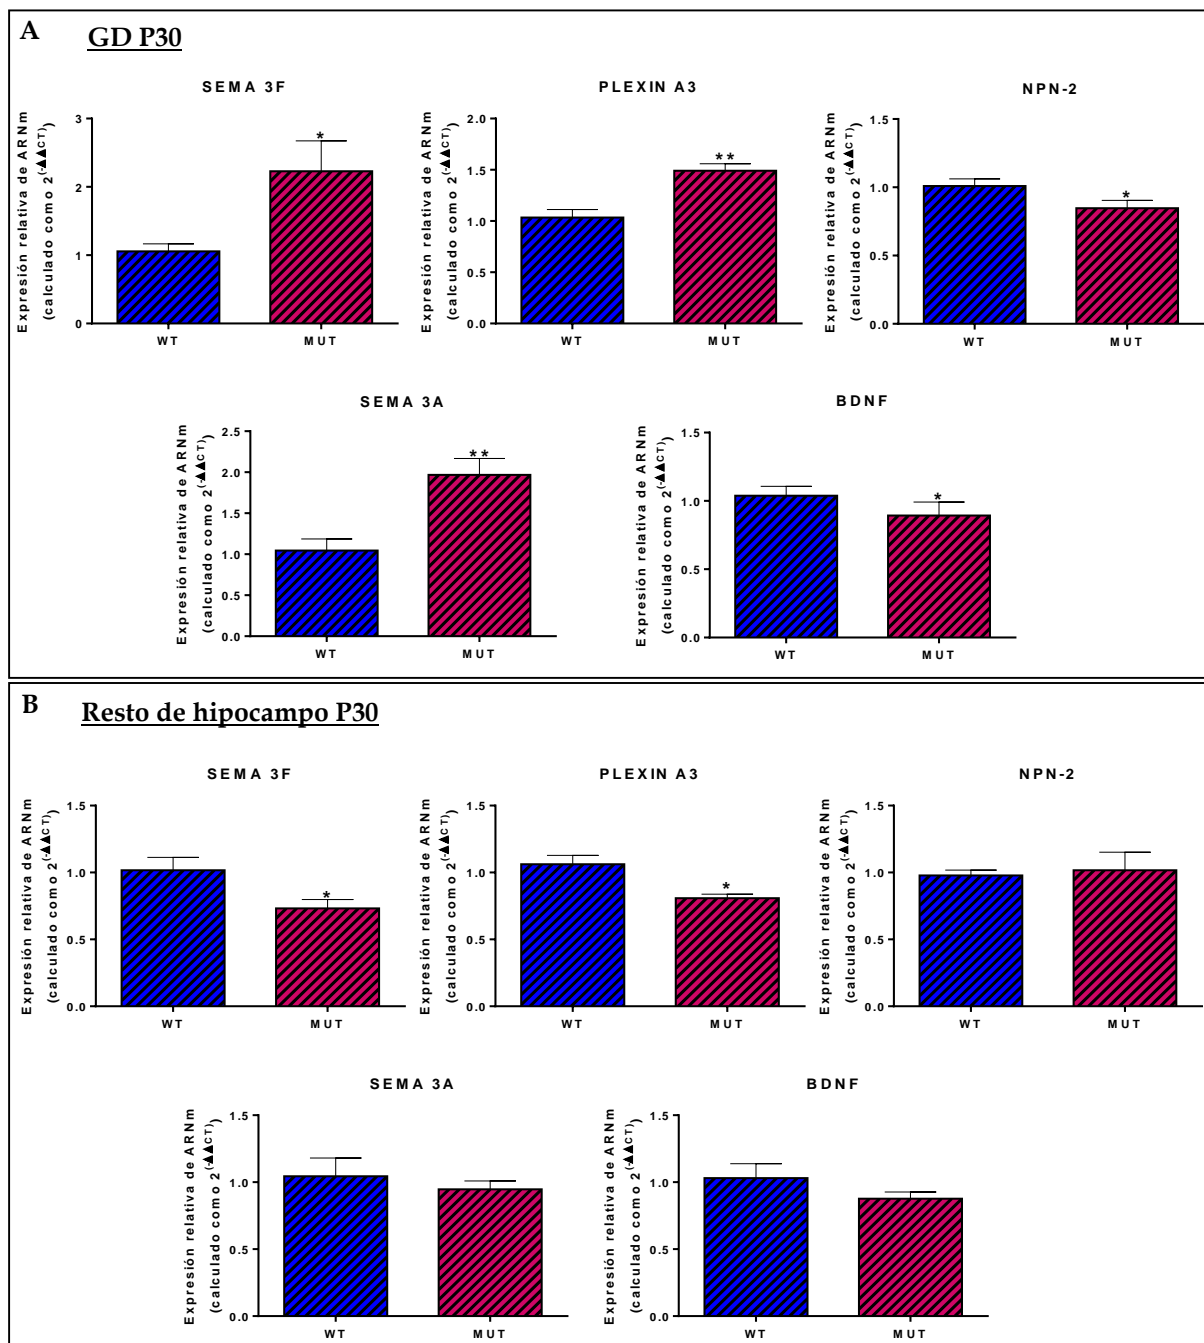 A GD P30
SEMA 3F
Expresión relativa de ARNm
(calculado como 2(-▲▲CT))
3
2
1
0
WT MUT
*
PLEXIN A3
Expresión relativa de ARNm
(calculado como 2(-▲▲CT))
2.0
1.5
1.0
0.5
0.0
WT MUT
**
NPN-2
Expresión relativa de ARNm
(calculado como 2(-▲▲CT))
1.5
1.0
0.5
0.0
WT MUT
*
SEMA 3A
Expresión relativa de ARNm
(calculado como 2(-▲▲CT))
2.5
2.0
1.5
1.0
0.5
0.0
WT MUT
**
BDNF
Expresión relativa de ARNm
(calculado como 2(-▲▲CT))
1.5
1.0
0.5
0.0
WT MUT
*
B Resto de hipocampo P30
SEMA 3F
Expresión relativa de ARNm
(calculado como 2(-▲▲CT))
1.5
1.0
0.5
0.0
WT MUT
*
PLEXIN A3
Expresión relativa de ARNm
(calculado como 2(-▲▲CT))
1.5
1.0
0.5
0.0
WT MUT
*
NPN-2
Expresión relativa de ARNm
(calculado como 2(-▲▲CT))
1.5
1.0
0.5
0.0
WT MUT
SEMA 3A
Expresión relativa de ARNm
(calculado como 2(-▲▲CT))
1.5
1.0
0.5
0.0
WT MUT
BDNF
Expresión relativa de ARNm
(calculado como 2(-▲▲CT))
1.5
1.0
0.5
0.0
WT MUT